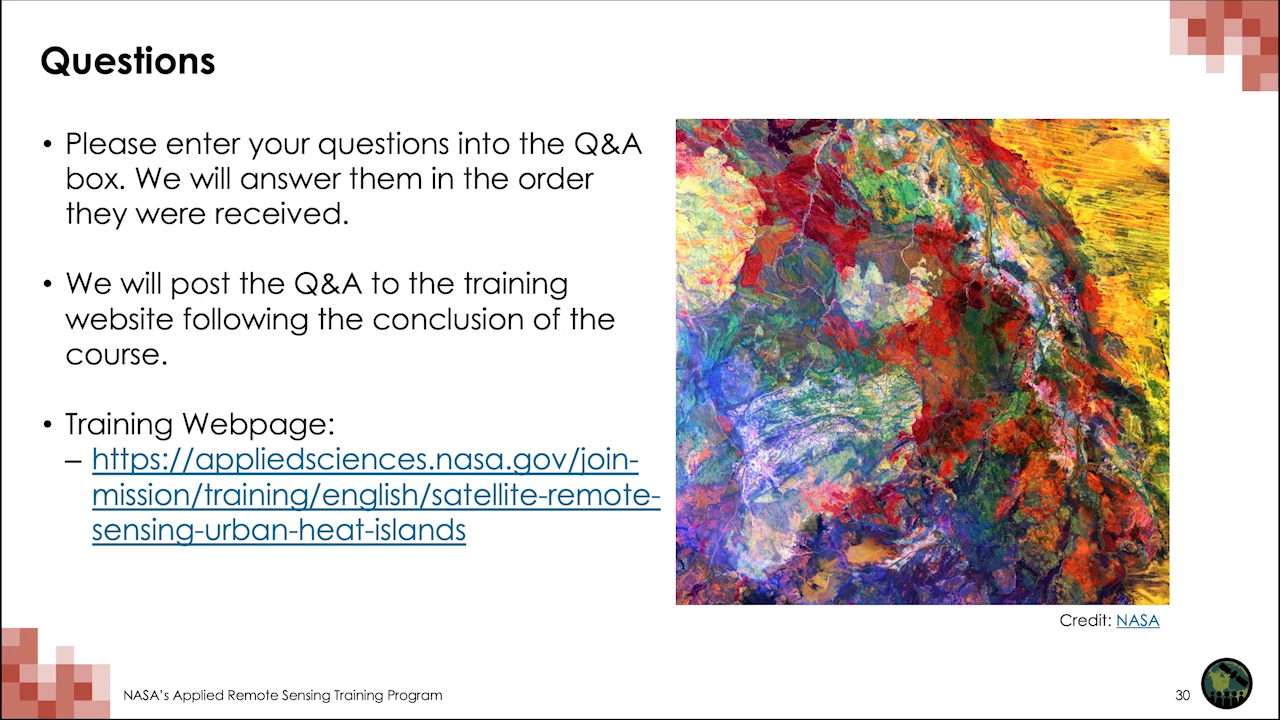 Questions
• Please enter your questions into the Q&A
box. We will answer them in the order
they were received.
• We will post the Q&A to the training
website following the conclusion of the
course.
• Training Webpage:
– https://appliedsciences.nasa.gov/join-
mission/training/english/satellite-remote-
sensing-urban-heat-islands
Credit: NASA
NASA's Applied Remote Sensing Training Program
30